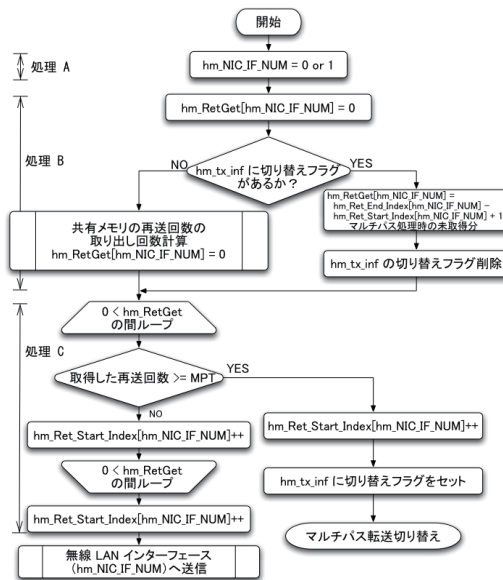 開始
処理 A
hm_NIC_IF_NUM = 0 or 1
hm_RetGet[hm_NIC_IF_NUM] = 0
処理 B
NO
hm_tx_inf に切り替えフラグ
があるか？
YES
共有メモリの再送回数の
取り出し回数計算
hm_RetGet[hm_NIC_IF_NUM] = 0
hm_RetGet[hm_NIC_IF_NUM] =
hm_Ret_End_Index[hm_NIC_IF_NUM] −
hm_Ret_Start_Index[hm_NIC_IF_NUM] + 1
マルチパス処理時の未取得分
hm_tx_inf の切り替えフラグ削除
0 < hm_RetGet
の間ループ
処理 C
取得した再送回数 >= MPT
YES
NO
hm_Ret_Start_Index[hm_NIC_IF_NUM]++
hm_Ret_Start_Index[hm_NIC_IF_NUM]++
0 < hm_RetGet
の間ループ
hm_tx_inf に切り替えフラグをセット
hm_Ret_Start_Index[hm_NIC_IF_NUM]++
マルチパス転送切り替え
無線 LAN インターフェース
(hm_NIC_IF_NUM)へ送信